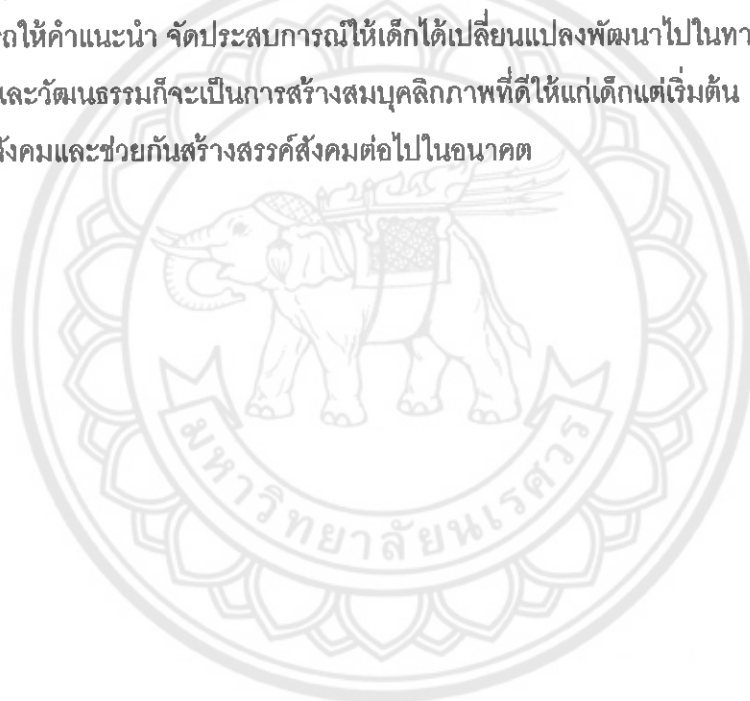 ถให้คำแนะนำ จัดประสบการณ์ให้เด็กได้เปลี่ยนแปลงพัฒนาไปในทา
และวัฒนธรรมก็จะเป็นการสร้างสมบุคลิกภาพที่ดีให้แก่เด็กแต่เริ่มต้น
สังคมและช่วยกันสร้างสรรค์สังคมต่อไปในอนาคต
มหาวิทยาลัยนเรศวร